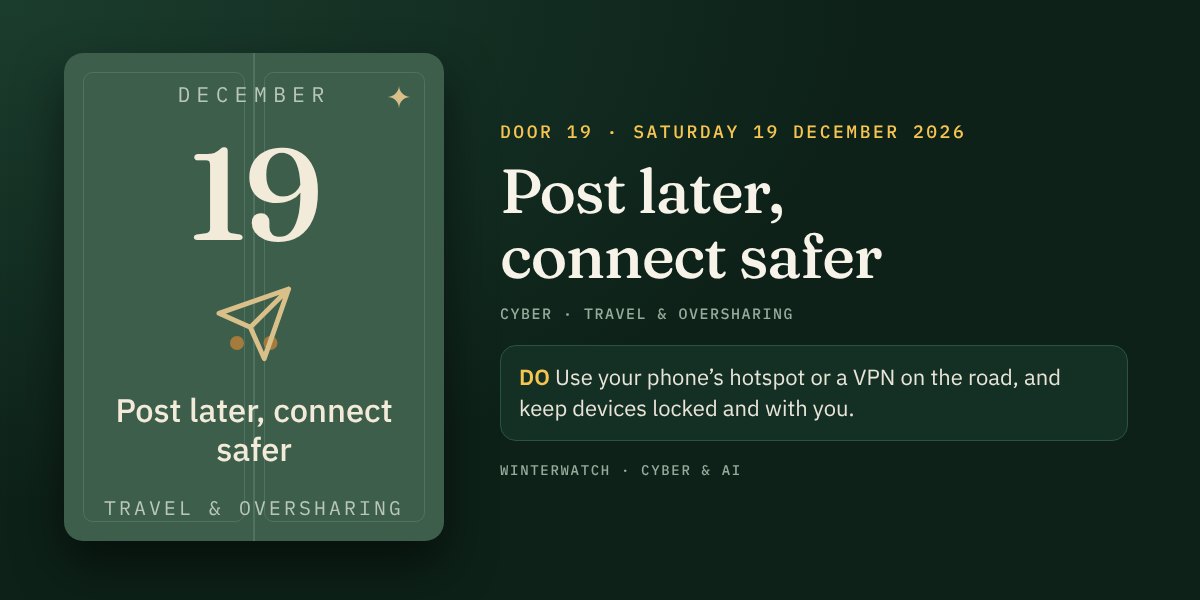 DECEMBER
19
Post later, connect
safer
TRAVEL & OVERSHARING
DOOR 19 · SATURDAY 19 DECEMBER 2026
Post later,
connect safer
CYBER · TRAVEL & OVERSHARING
DO Use your phone’s hotspot or a VPN on the road, and
keep devices locked and with you.
WINTERWATCH · CYBER & AI